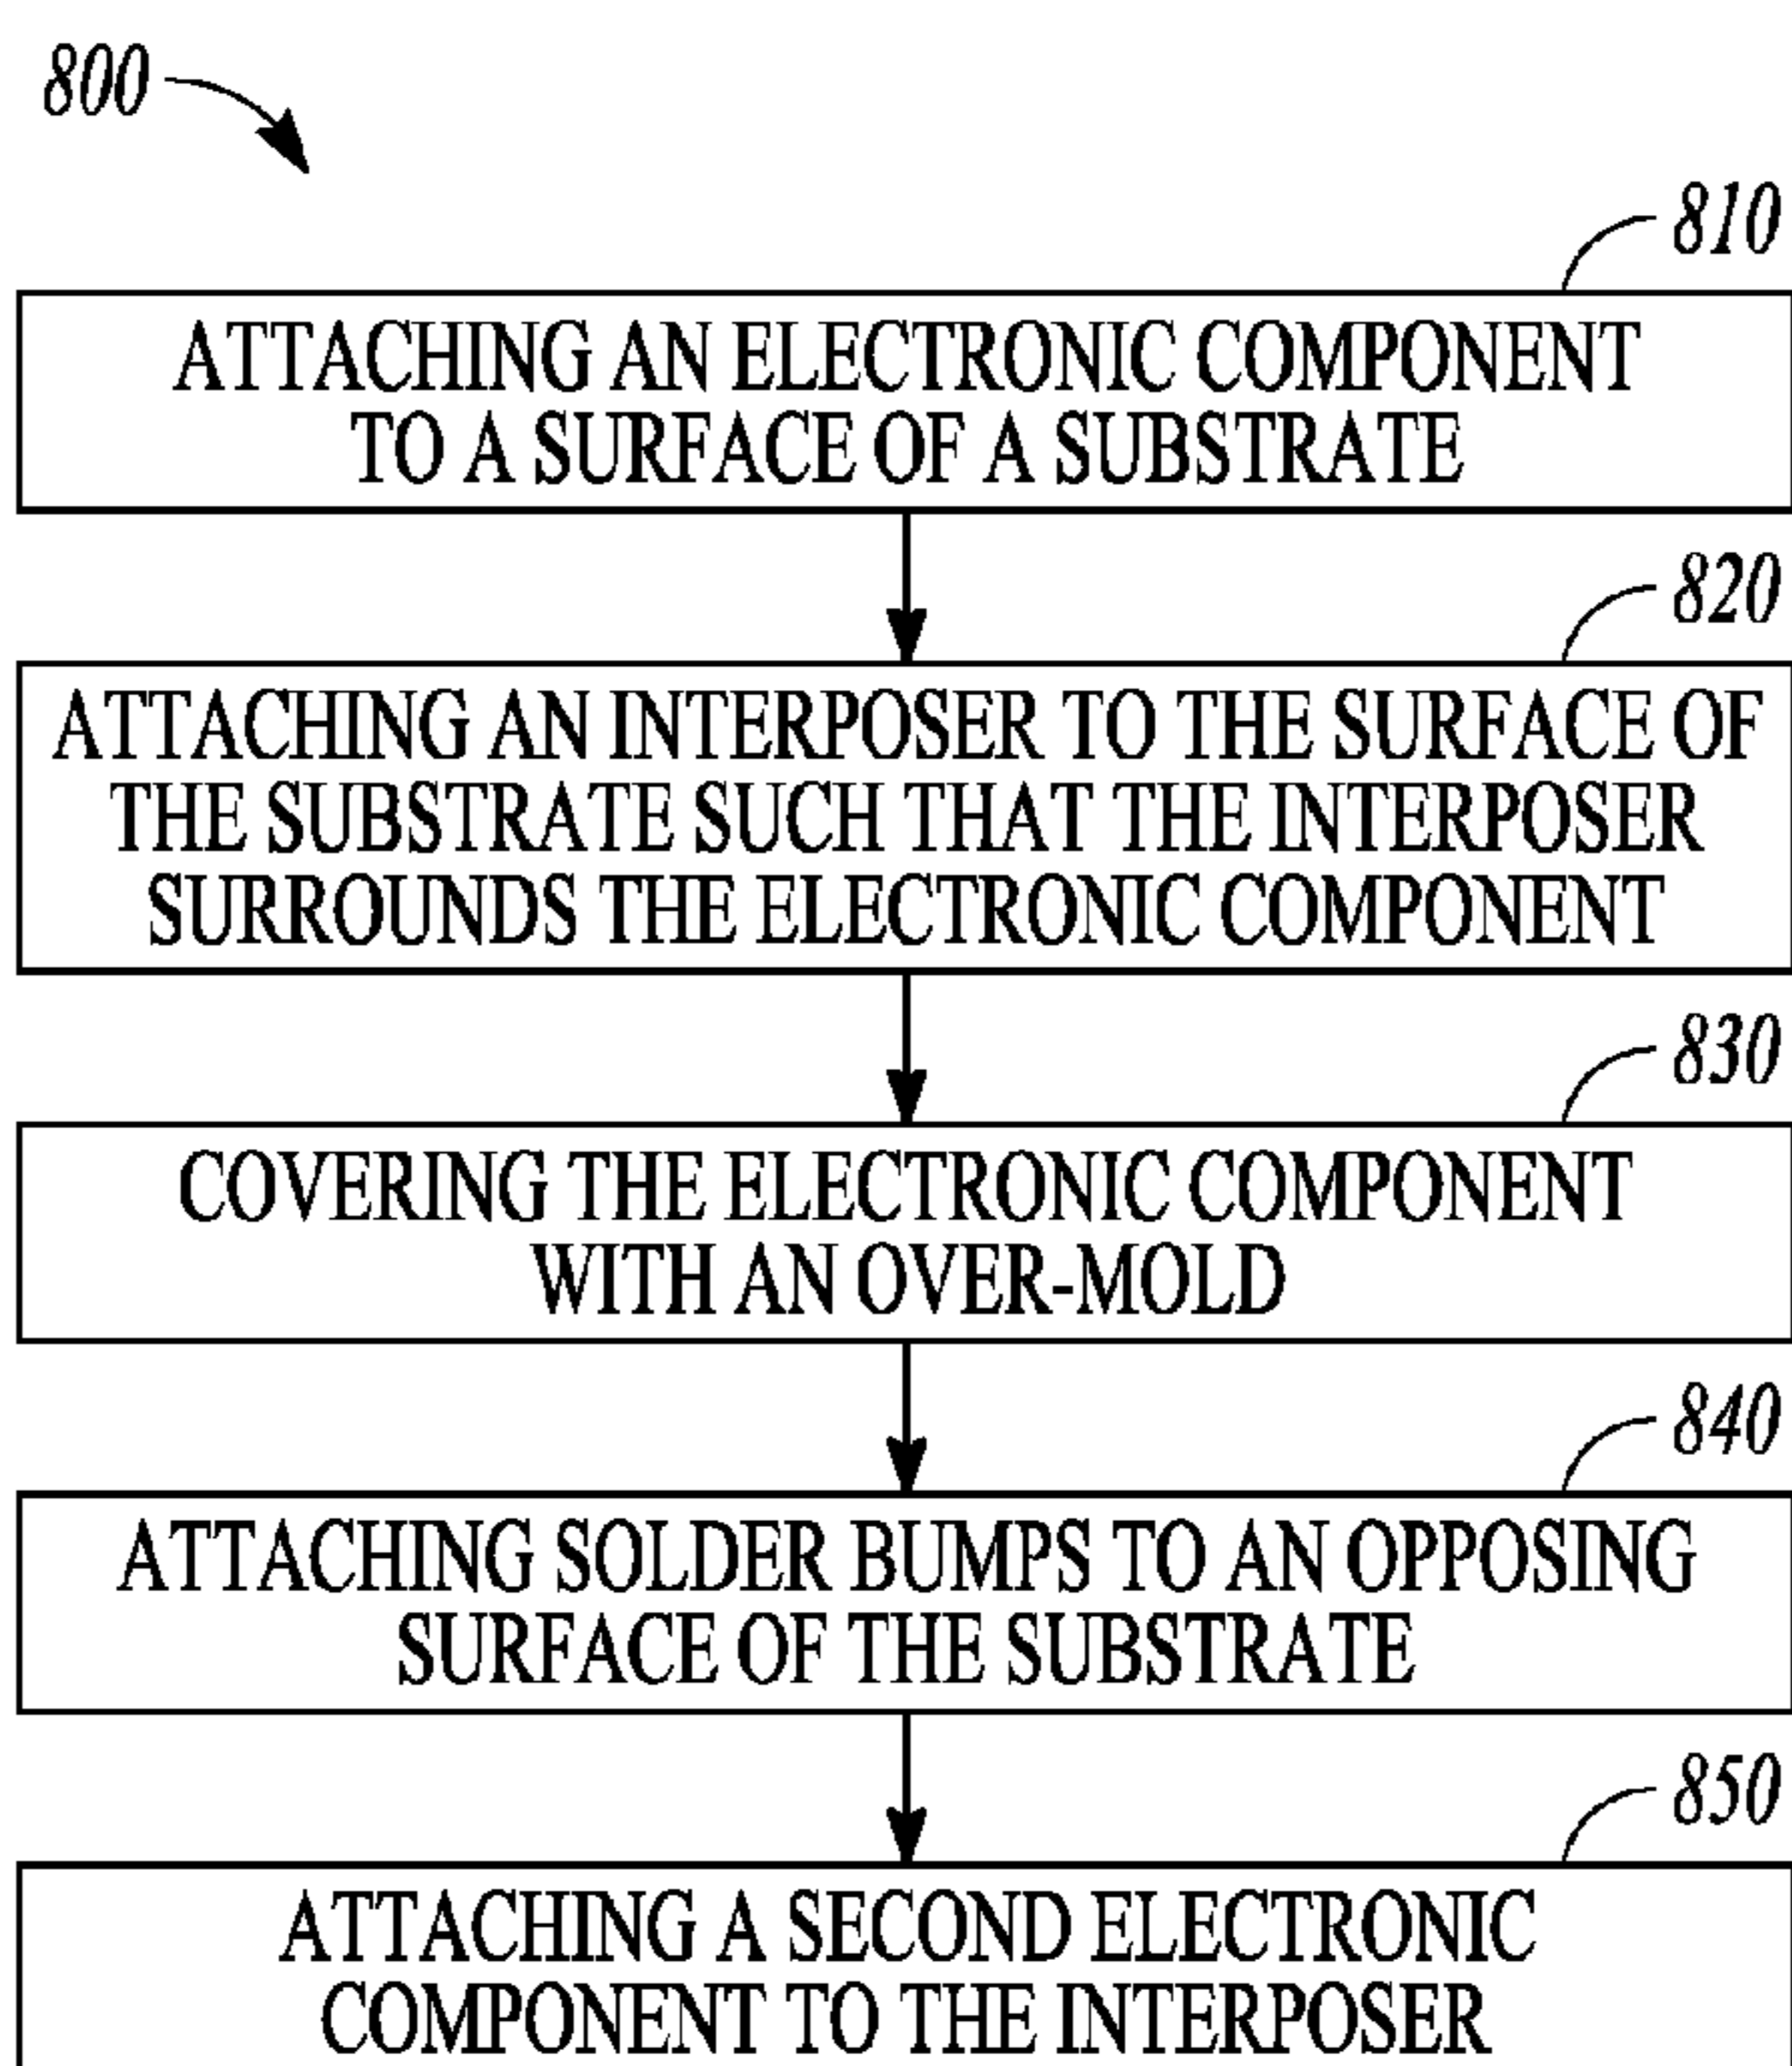 800
810
ATTACHING AN ELECTRONIC COMPONENT
TO A SURFACE OF A SUBSTRATE
820
ATTACHING AN INTERPOSER TO THE SURFACE OF
THE SUBSTRATE SUCH THAT THE INTERPOSER
SURROUNDS THE ELECTRONIC COMPONENT
830
COVERING THE ELECTRONIC COMPONENT
WITH AN OVER-MOLD
840
ATTACHING SOLDER BUMPS TO AN OPPOSING
SURFACE OF THE SUBSTRATE
850
ATTACHING A SECOND ELECTRONIC
COMPONENT TO THE INTERPOSER